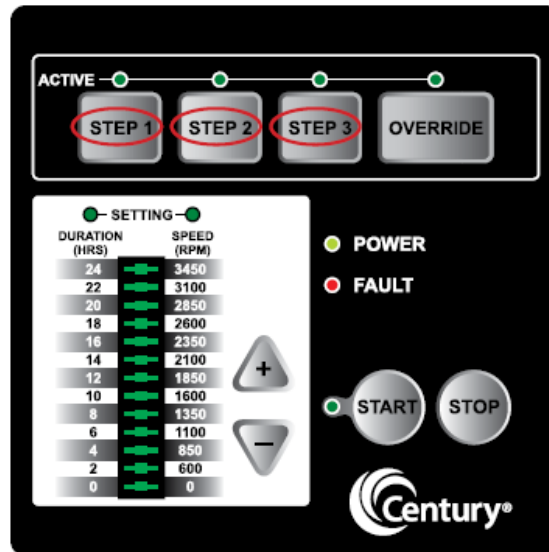 ACTIVE
STEP 1 STEP 2 STEP 3 OVERRIDE
SETTING
DURATION (HRS) SPEED (RPM)
24 3450
22 3100
20 2850
18 2600
16 2350
14 2100
12 1850
10 1600
8 1350
6 1100
4 850
2 600
0 0
+
−
POWER
FAULT
START STOP
Century®